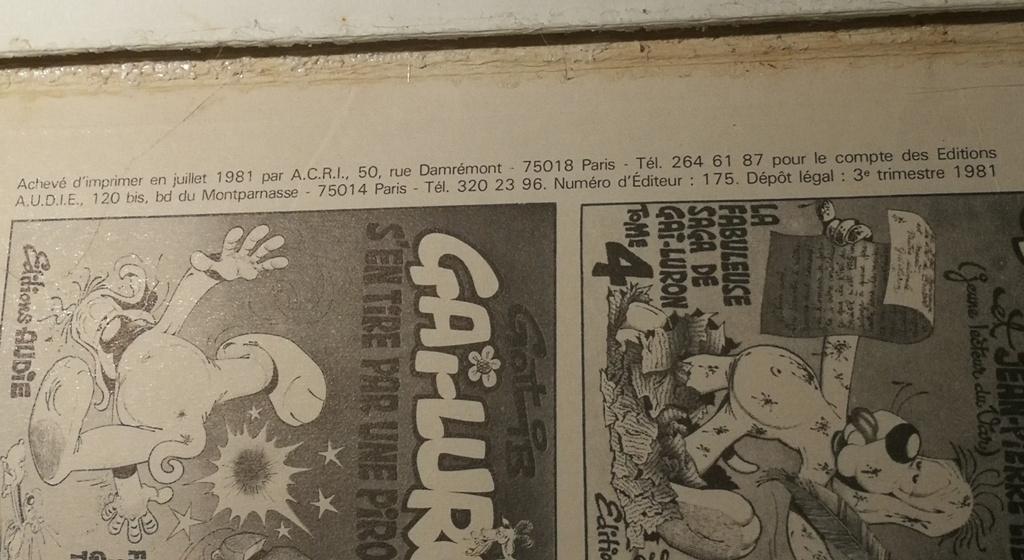 Achevé d'imprimer en juillet 1981 par A.C.R.I., 50, rue Damrémont - 75018 Paris - Tél. 264 61 87 pour le compte des Editions
A.U.D.I.E., 120 bis, bd du Montparnasse - 75014 Paris - Tél. 320 23 96. Numéro d'Éditeur : 175. Dépôt légal : 3e trimestre 1981
Gotlib
GAI-LUR
S'EN TIRE PAR UNE PIRO
Editions AUDIE
et JEAN-PIERRE
(jeune lecteur du Var)
LA
FABULEUSE
SAGA DE
GAI-LURON
TOME
4
Editio